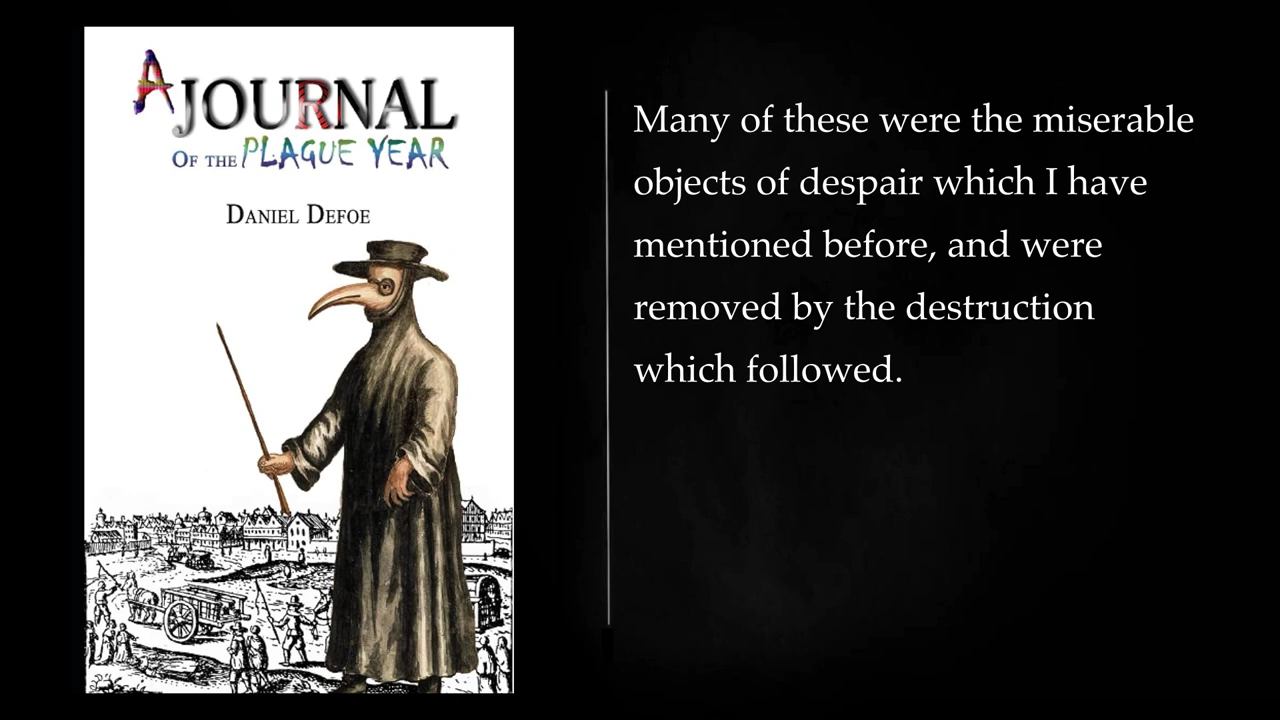 A JOURNAL
OF THE PLAGUE YEAR
DANIEL DEFOE
Many of these were the miserable
objects of despair which I have
mentioned before, and were
removed by the destruction
which followed.